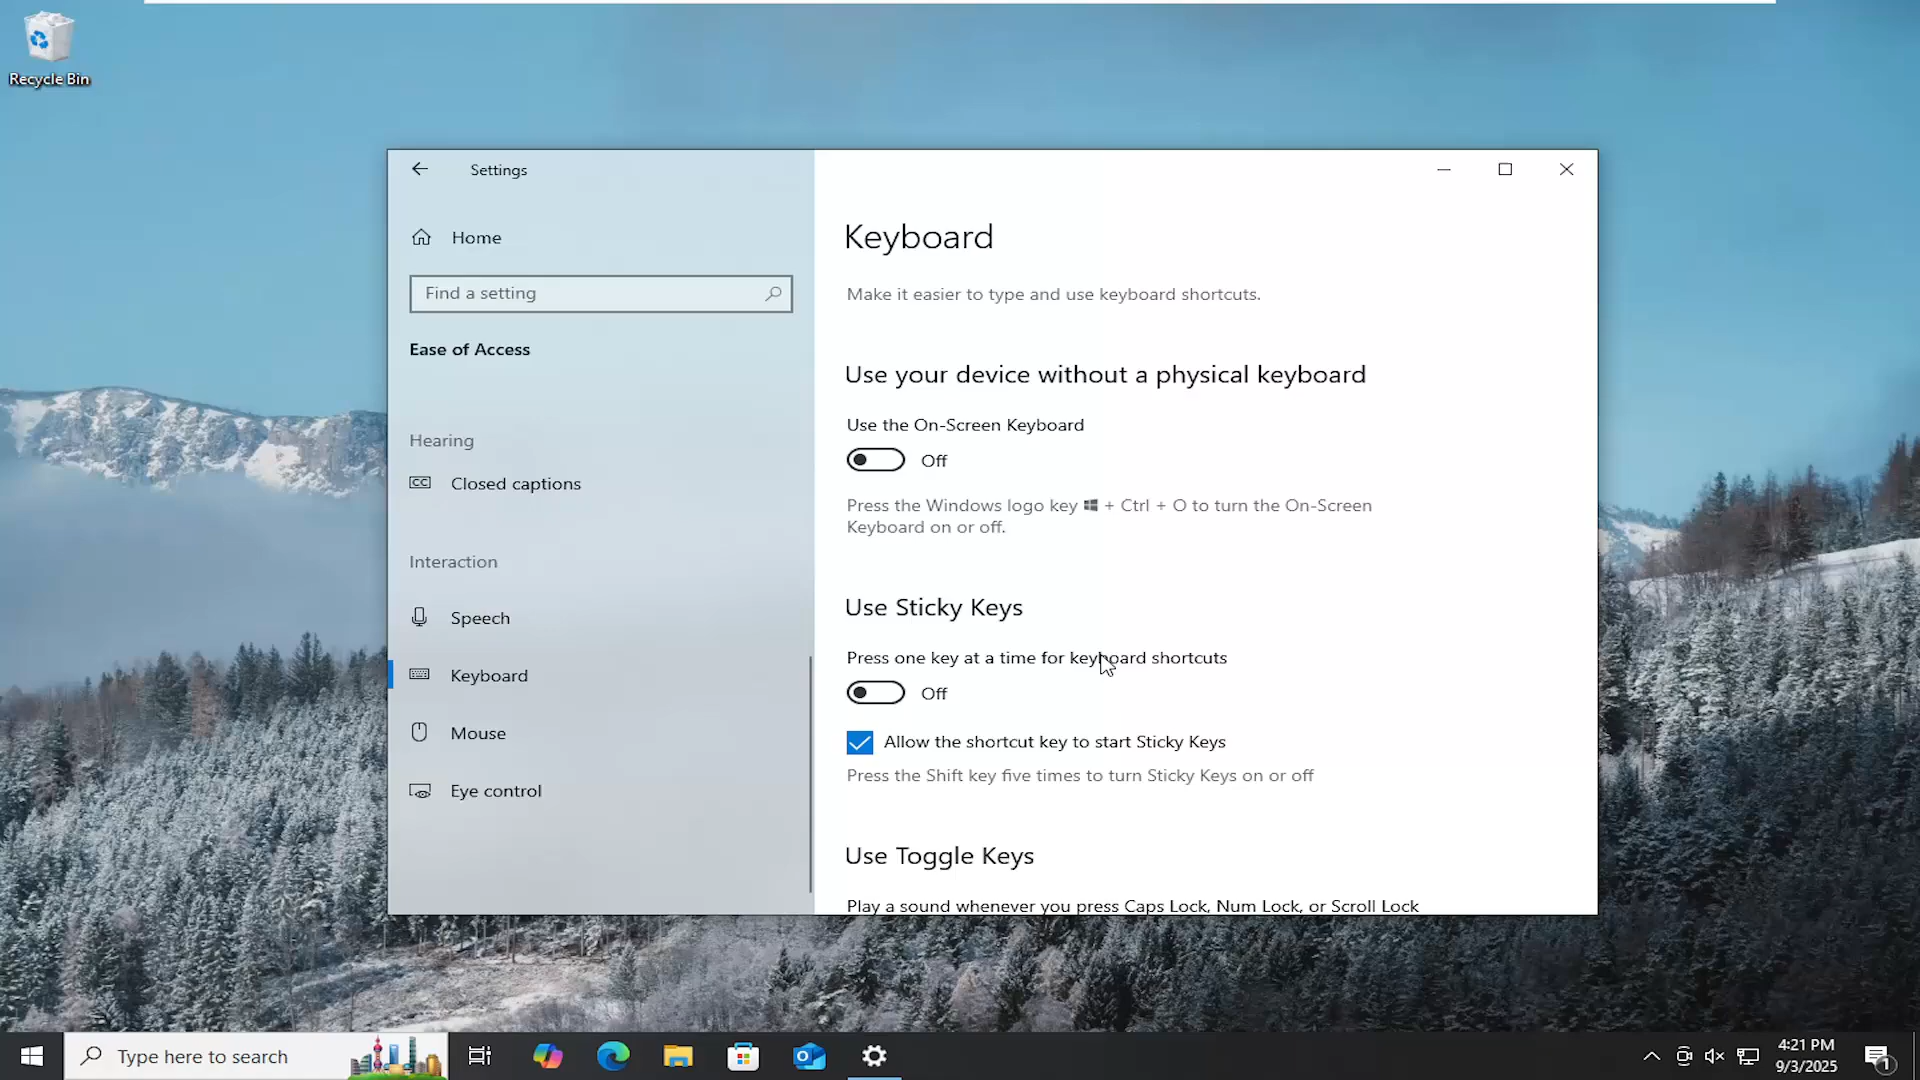 Recycle Bin
Settings
Home
Find a setting
Ease of Access
Hearing
CC
Closed captions
Interaction
Speech
Keyboard
Mouse
Eye control
Keyboard
Make it easier to type and use keyboard shortcuts.
Use your device without a physical keyboard
Use the On-Screen Keyboard
Off
Press the Windows logo key + Ctrl + O to turn the On-Screen
Keyboard on or off.
Use Sticky Keys
Press one key at a time for keyboard shortcuts
Off
Allow the shortcut key to start Sticky Keys
Press the Shift key five times to turn Sticky Keys on or off
Use Toggle Keys
Play a sound whenever you press Caps Lock, Num Lock, or Scroll Lock
Type here to search
4:21 PM
9/3/2025
1